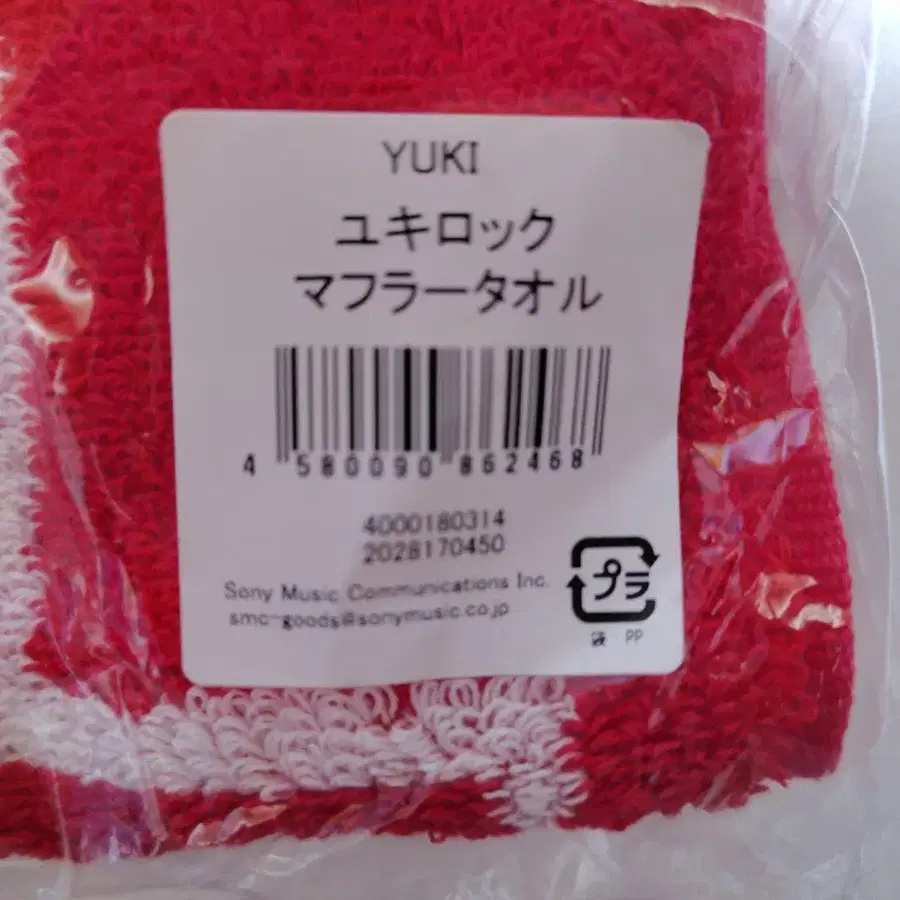 YUKI
ユキロック
マフラータオル
4 580090 862468
4000180314
2028170450
Sony Music Communications Inc.
smc-goods@sonymusic.co.jp
プラ
袋 PP